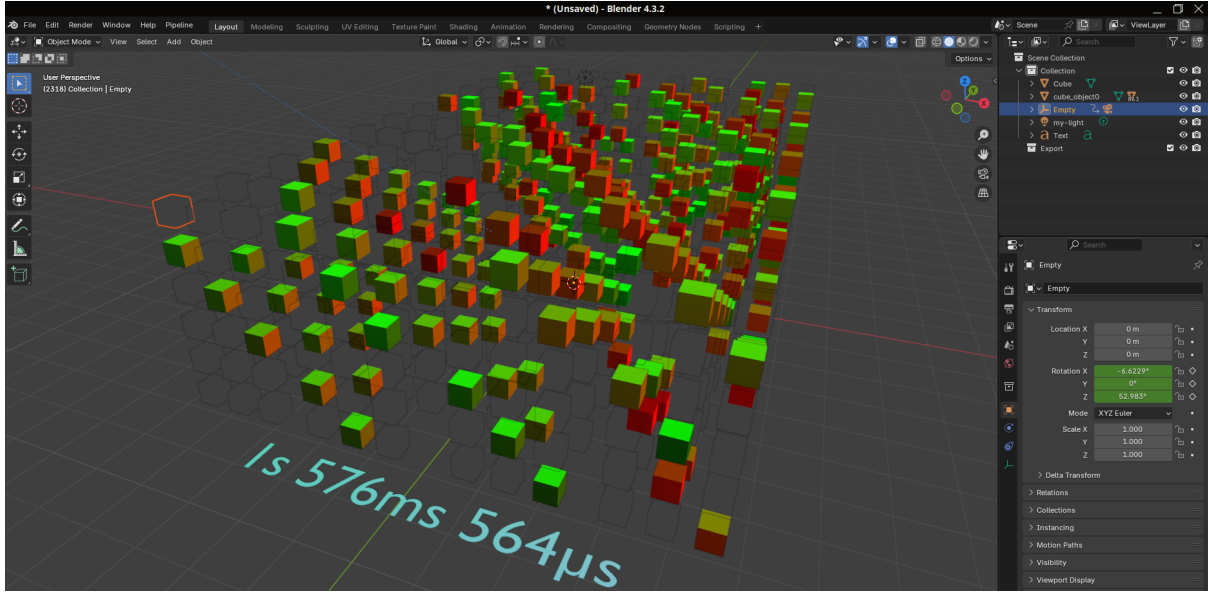 * (Unsaved) - Blender 4.3.2
File Edit Render Window Help Pipeline Layout Modeling Sculpting UV Editing Texture Paint Shading Animation Rendering Compositing Geometry Nodes Scripting + Scene ViewLayer
Object Mode View Select Add Object Global Search
Options
User Perspective
(2318) Collection | Empty
Z
Y
X
1s 576ms 564μs
Scene Collection
Collection
Cube
cube_object0 863
Empty
my-light
Text
Export
Search
Empty
Empty
Transform
Location X 0 m
Y 0 m
Z 0 m
Rotation X -6.6229°
Y 0°
Z 52.983°
Mode XYZ Euler
Scale X 1.000
Y 1.000
Z 1.000
Delta Transform
Relations
Collections
Instancing
Motion Paths
Visibility
Viewport Display